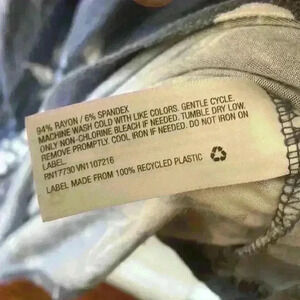 94% RAYON / 6% SPANDEX
MACHINE WASH COLD WITH LIKE COLORS. GENTLE CYCLE.
ONLY NON-CHLORINE BLEACH IF NEEDED. TUMBLE DRY LOW.
REMOVE PROMPTLY. COOL IRON IF NEEDED. DO NOT IRON ON
LABEL.
RN17730 VN1107216
LABEL MADE FROM 100% RECYCLED PLASTIC